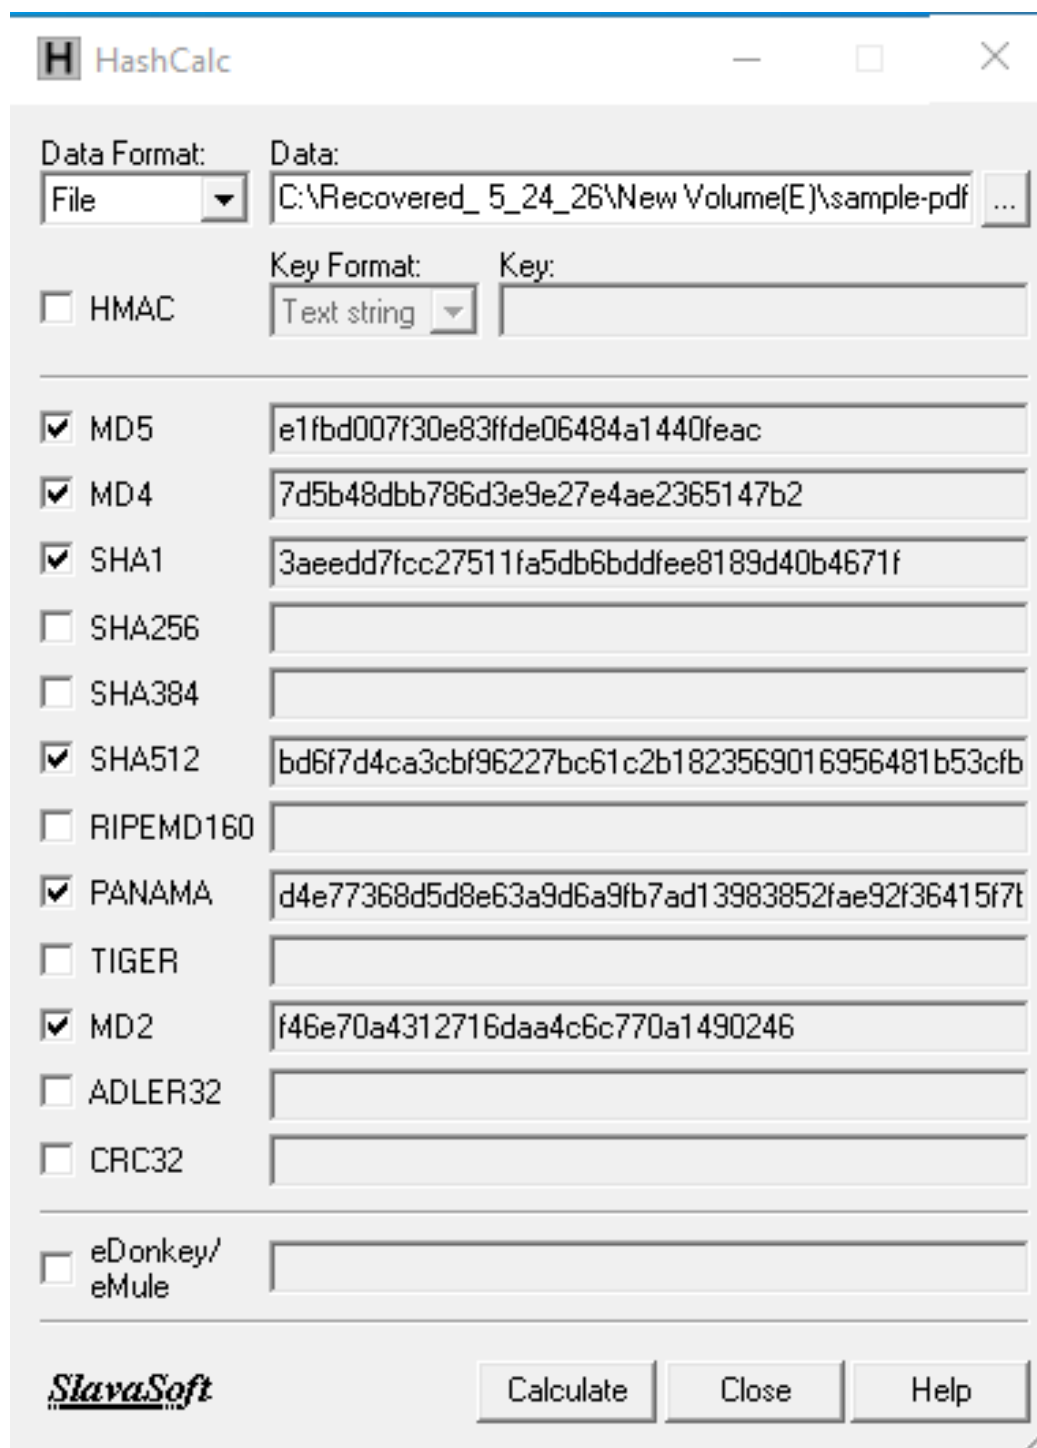 HashCalc
Data Format: Data:
File C:\Recovered_ 5_24_26\New Volume(E)\sample-pdf ...
Key Format: Key:
HMAC Text string
MD5 e1fbd007f30e83ffde06484a1440feac
MD4 7d5b48dbb786d3e9e27e4ae2365147b2
SHA1 3aeedd7fcc27511fa5db6bddfee8189d40b4671f
SHA256
SHA384
SHA512 bd6f7d4ca3cbf96227bc61c2b1823569016956481b53cfb
RIPEMD160
PANAMA d4e77368d5d8e63a9d6a9fb7ad13983852fae92f36415f7b
TIGER
MD2 f46e70a4312716daa4c6c770a1490246
ADLER32
CRC32
eDonkey/
eMule
SlavaSoft Calculate Close Help